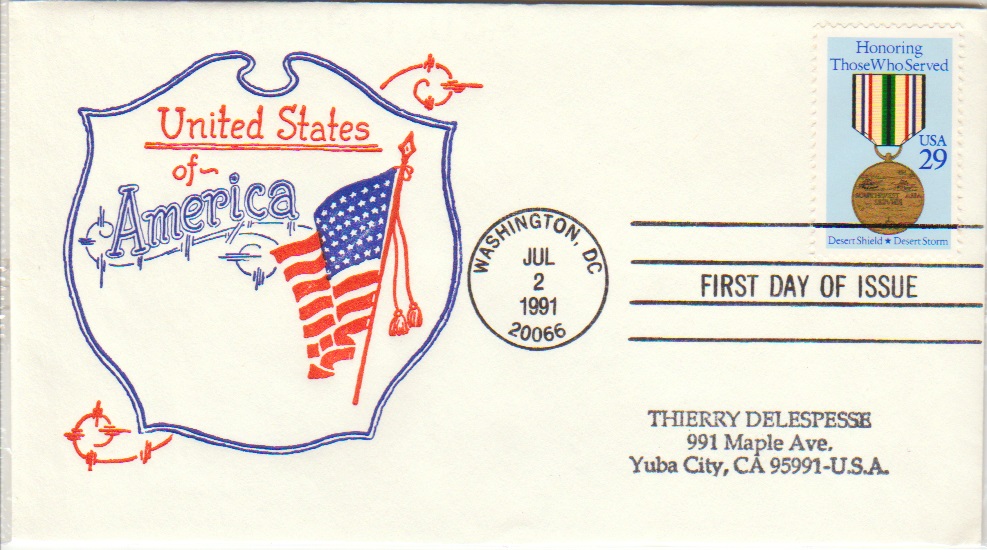 United States
of
America
Honoring
Those Who Served
USA
29
Desert Shield ★ Desert Storm
WASHINGTON, DC
JUL
2
1991
20066
FIRST DAY OF ISSUE
THIERRY DELESPESSE
991 Maple Ave.
Yuba City, CA 95991-U.S.A.